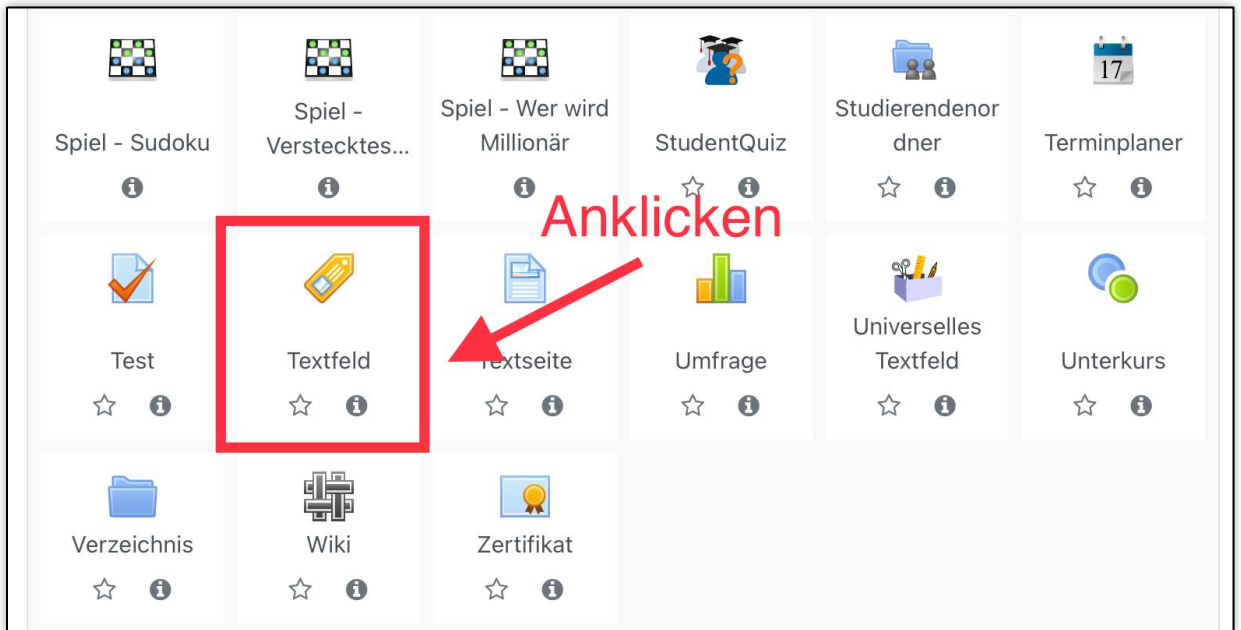 Spiel - Sudoku
Spiel -
Verstecktes...
Spiel - Wer wird
Millionär
StudentQuiz
Studierendenor
dner
17
Terminplaner
Anklicken
Test
Textfeld
Textseite
Umfrage
Universelles
Textfeld
Unterkurs
Verzeichnis
Wiki
Zertifikat